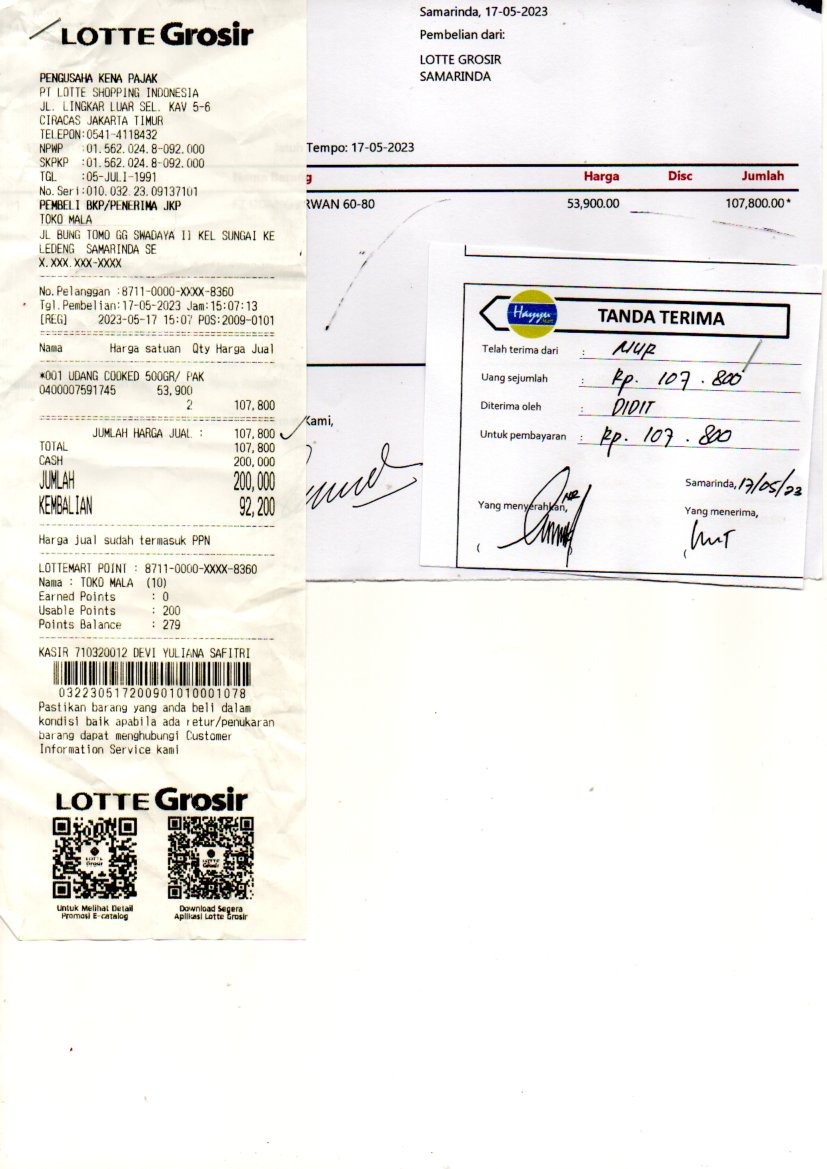 LOTTE Grosir
PENGUSAHA KENA PAJAK
PT LOTTE SHOPPING INDONESIA
JL. LINGKAR LUAR SEL. KAV 5-6
CIRACAS JAKARTA TIMUR
TELEPON:0541-4118432
NPWP :01.562.024.8-092.000
SKPKP :01.562.024.8-092.000
TGL :05-JULI-1991
No.Seri:010.032.23.09137101
PEMBELI BKP/PENERIMA JKP
TOKO MALA
JL BUNG TOMO GG SWADAYA II KEL SUNGAI KE
LEDENG SAMARINDA SE
X.XXX.XXX-XXXX
No.Pelanggan :8711-0000-XXXX-8360
Tgl.Pembelian:17-05-2023 Jam:15:07:13
[REG] 2023-05-17 15:07 POS:2009-0101
Nama Harga satuan Qty Harga Jual
*001 UDANG COOKED 500GR/ PAK
0400007591745 53,900
2 107,800
JUMLAH HARGA JUAL : 107,800
TOTAL 107,800
CASH 200,000
JUMLAH 200,000
KEMBALIAN 92,200
Harga jual sudah termasuk PPN
LOTTEMART POINT : 8711-0000-XXXX-8360
Nama : TOKO MALA (10)
Earned Points : 0
Usable Points : 200
Points Balance : 279
KASIR 710320012 DEVI YULIANA SAFITRI
032230517200901010001078
Pastikan barang yang anda beli dalam
kondisi baik apabila ada retur/penukaran
barang dapat menghubungi Customer
Information Service kami
LOTTE Grosir
Untuk Melihat Detail
Promosi E-catalog
Download Segera
Aplikasi Lotte Grosir
Samarinda, 17-05-2023
Pembelian dari:
LOTTE GROSIR
SAMARINDA
Tempo: 17-05-2023
g Harga Disc Jumlah
RWAN 60-80 53,900.00 107,800.00*
Kami,
Hayyu
TANDA TERIMA
Telah terima dari : NUR
Uang sejumlah : Rp. 107.800
Diterima oleh : DIDIT
Untuk pembayaran : Rp. 107.800
Samarinda, 17/05/23
Yang menyerahkan,
Yang menerima,